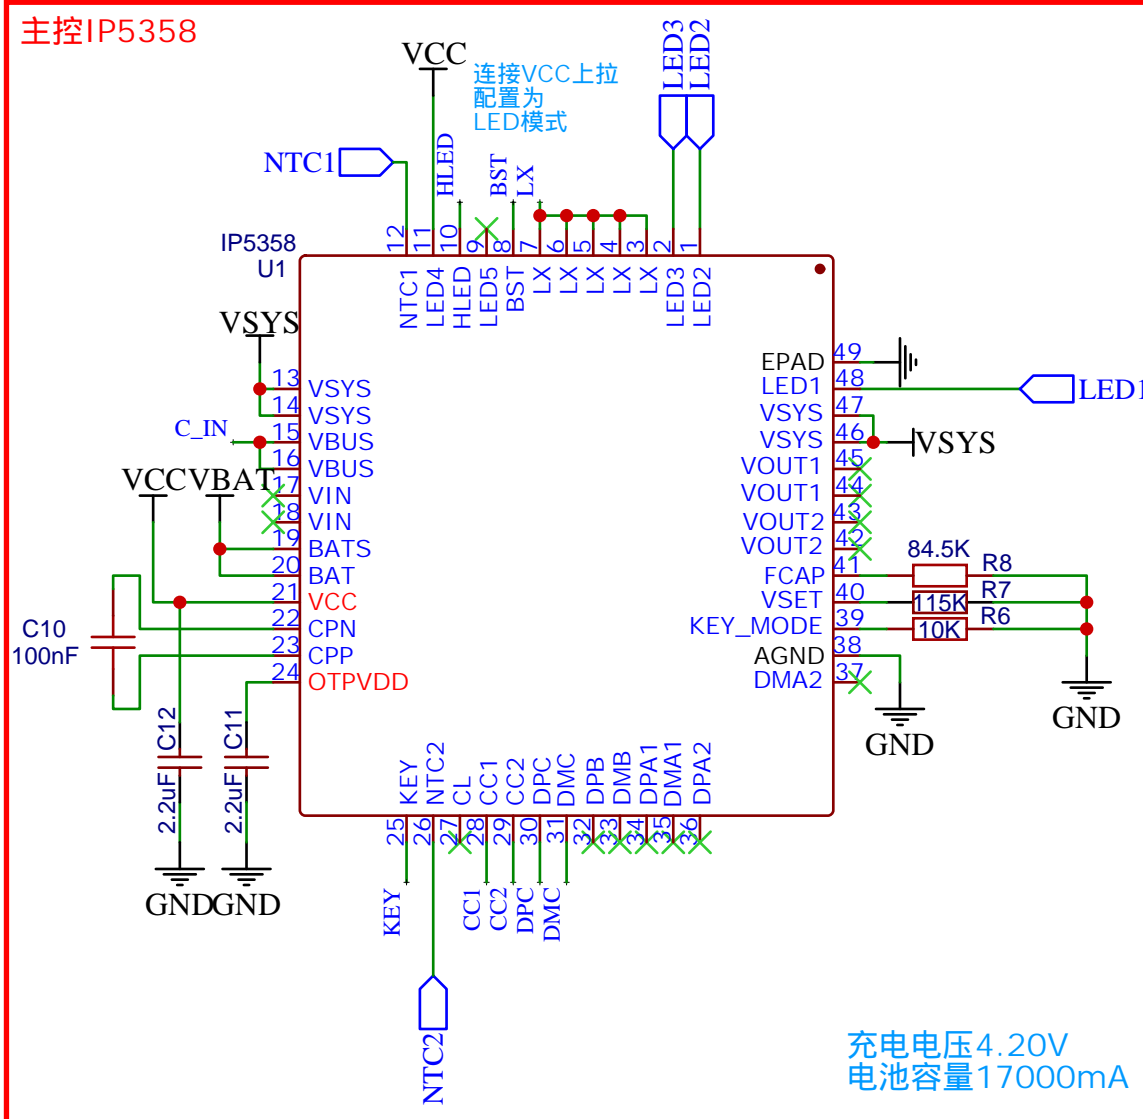 主控IP5358
VCC
连接VCC上拉
配置为
LED模式
LED3
LED2
NTC1
HLED
BST
LX
12
11
10
9
8
7
6
5
4
3
2
1
IP5358
U1
NTC1
LED4
HLED
LED5
BST
LX
LX
LX
LX
LX
LED3
LED2
VSYS
13 VSYS
14 VSYS
C_IN
15 VBUS
16 VBUS
VCC VBAT
17 VIN
18 VIN
19 BATS
20 BAT
21 VCC
22 CPN
23 CPP
24 OTPVDD
C10
100nF
C12
2.2uF
C11
2.2uF
GND
GND
EPAD 49
LED1 48
LED1
VSYS 47
VSYS 46
VSYS
VOUT1 45
VOUT1 44
VOUT2 43
VOUT2 42
FCAP 41
84.5K R8
VSET 40
115K R7
KEY_MODE 39
10K R6
AGND 38
DMA2 37
GND
GND
KEY
NTC2
CL
CC1
CC2
DPC
DMC
DPB
DMB
DPA1
DMA1
DPA2
25
26
27
28
29
30
31
32
33
34
35
36
KEY
CC1
CC2
DPC
DMC
NTC2
充电电压4.20V
电池容量17000mA